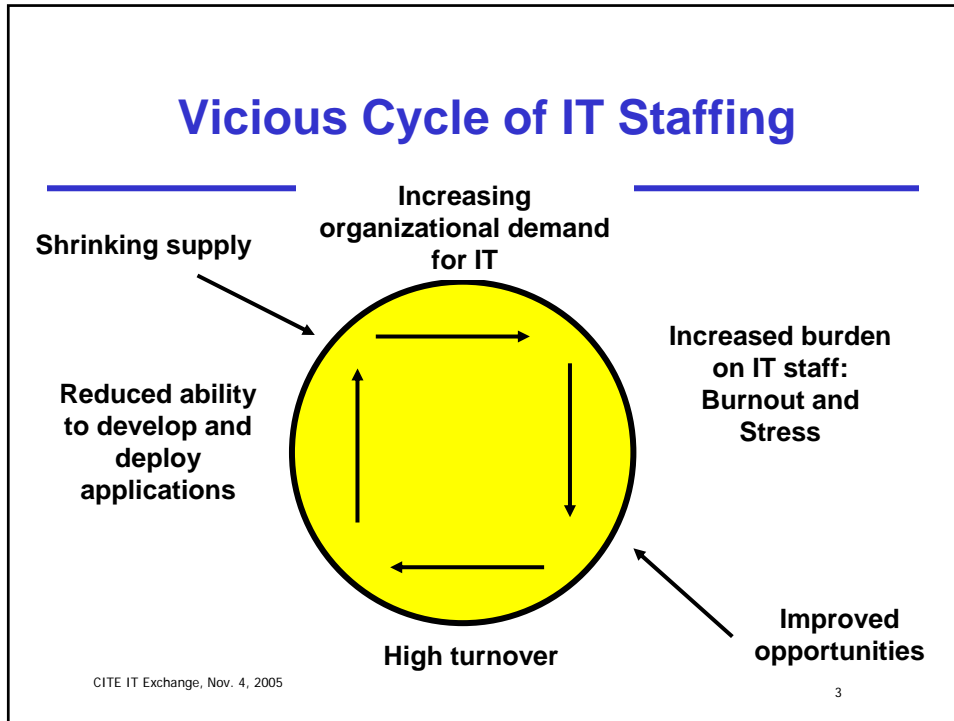 Vicious Cycle of IT Staffing
Increasing
organizational demand
for IT
Shrinking supply
Increased burden
on IT staff:
Burnout and
Stress
Reduced ability
to develop and
deploy
applications
Improved
opportunities
High turnover
CITE IT Exchange, Nov. 4, 2005
3